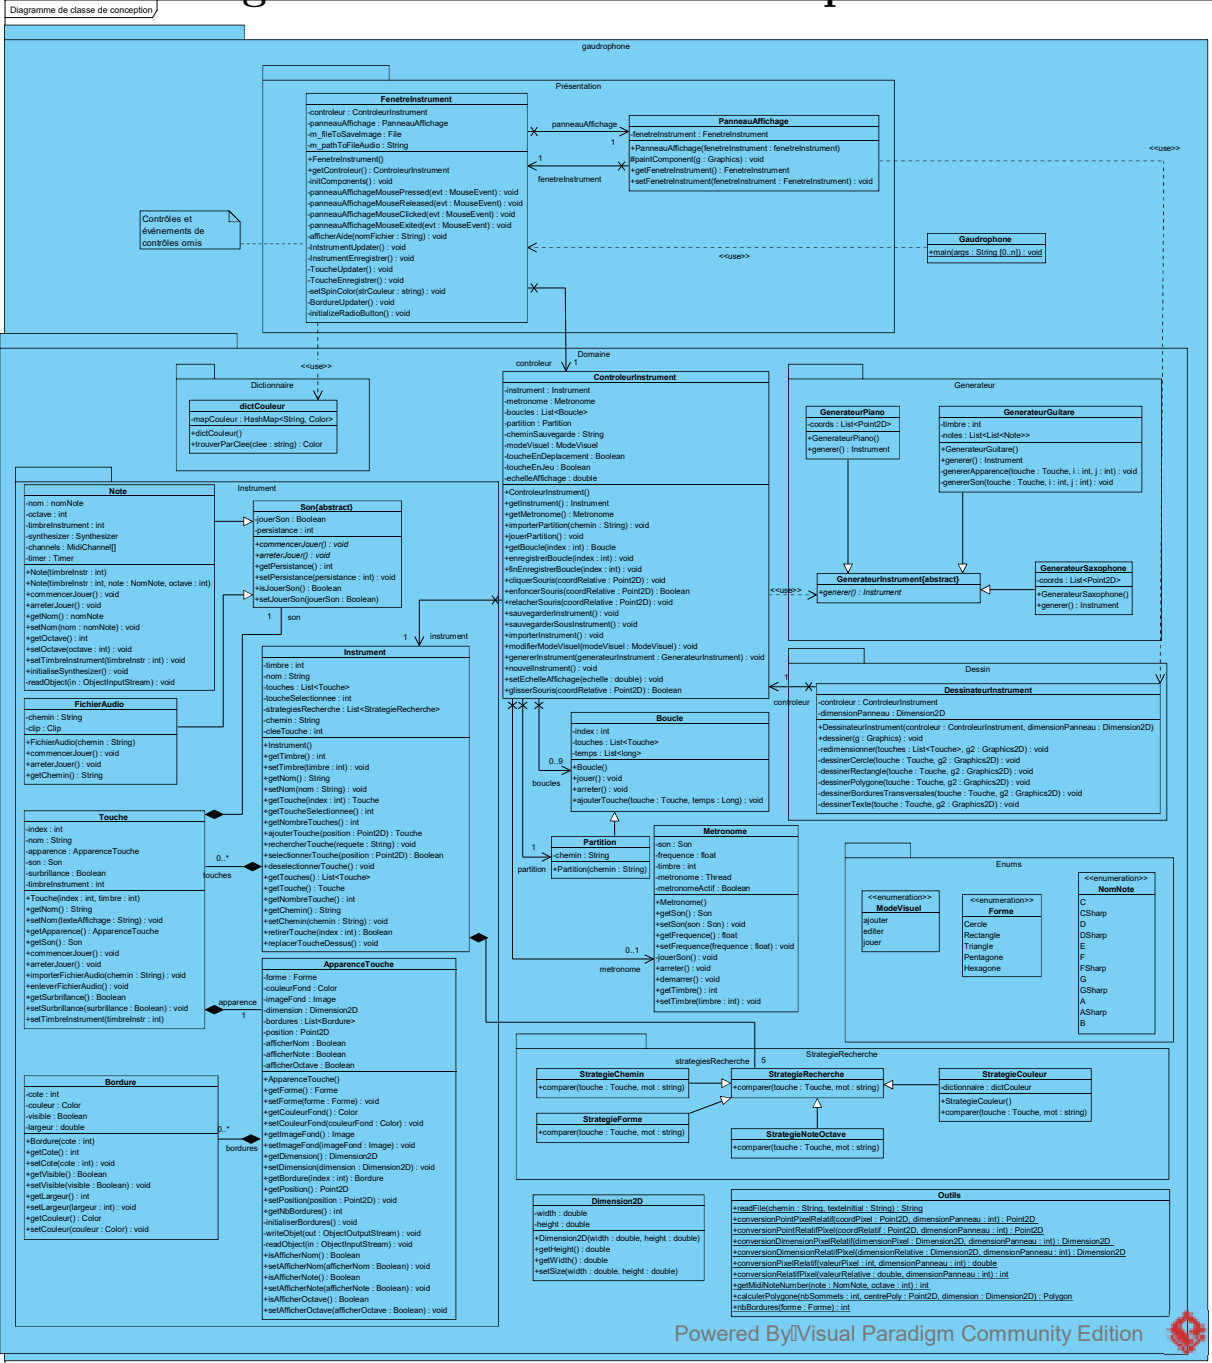 Diagramme de classe de conception
gaudrophone
Présentation
FenetreInstrument
-controleur : ControleurInstrument
-panneauAffichage : PanneauAffichage
-m_fileToSaveImage : File
-m_pathToFileAudio : String
+FenetreInstrument()
+getControleur() : ControleurInstrument
-initComponents() : void
-panneauAffichageMousePressed(evt : MouseEvent) : void
-panneauAffichageMouseReleased(evt : MouseEvent) : void
-panneauAffichageMouseClicked(evt : MouseEvent) : void
-panneauAffichageMouseExited(evt : MouseEvent) : void
-afficherAide(nomFichier : String) : void
-IntstrumentUpdater() : void
-InstrumentEnregistrer() : void
-ToucheUpdater() : void
-ToucheEnregistrer() : void
-setSpinColor(strCouleur : string) : void
-BordureUpdater() : void
-initializeRadioButton() : void
panneauAffichage
1
1
fenetreInstrument
PanneauAffichage
-fenetreInstrument : FenetreInstrument
+PanneauAffichage(fenetreInstrument : fenetreInstrument)
#paintComponent(g : Graphics) : void
+getFenetreInstrument() : FenetreInstrument
+setFenetreInstrument(fenetreInstrument : FenetreInstrument) : void
<<use>>
Contrôles et
événements de
contrôles omis
Gaudrophone
+main(args : String [0..n]) : void
<<use>>
Domaine
<<use>>
controleur
1
Dictionnaire
dictCouleur
-mapCouleur : HashMap<String, Color>
+dictCouleur()
+trouverParClee(clee : string) : Color
ControleurInstrument
-instrument : Instrument
-metronome : Metronome
-boucles : List<Boucle>
-partition : Partition
-cheminSauvegarde : String
-modeVisuel : ModeVisuel
-toucheEnDeplacement : Boolean
-toucheEnJeu : Boolean
-echelleAffichage : double
+ControleurInstrument()
+getInstrument() : Instrument
+getMetronome() : Metronome
+importerPartition(chemin : String) : void
+jouerPartition() : void
+getBoucle(index : int) : Boucle
+enregistrerBoucle(index : int) : void
+finEnregistrerBoucle(index : int) : void
+cliquerSouris(coordRelative : Point2D) : void
+enfoncerSouris(coordRelative : Point2D) : Boolean
+relacherSouris(coordRelative : Point2D) : void
+sauvegarderInstrument() : void
+sauvegarderSousInstrument() : void
+importerInstrument() : void
+modifierModeVisuel(modeVisuel : ModeVisuel) : void
+genererInstrument(generateurInstrument : GenerateurInstrument) : void
+nouvelInstrument() : void
+setEchelleAffichage(echelle : double) : void
+glisserSouris(coordRelative : Point2D) : Boolean
Generateur
GenerateurPiano
-coords : List<Point2D>
+GenerateurPiano()
+generer() : Instrument
GenerateurGuitare
-timbre : int
-notes : List<List<Note>>
+GenerateurGuitare()
+generer() : Instrument
-genererApparence(touche : Touche, i : int, j : int) : void
-genererSon(touche : Touche, i : int, j : int) : void
GenerateurInstrument{abstract}
+generer() : Instrument
GenerateurSaxophone
-coords : List<Point2D>
+GenerateurSaxophone()
+generer() : Instrument
<<use>>
Instrument
Note
-nom : nomNote
-octave : int
-timbreInstrument : int
-synthesizer : Synthesizer
-channels : MidiChannel[]
-timer : Timer
+Note(timbreInstr : int)
+Note(timbreInstr : int, note : NomNote, octave : int)
+commencerJouer() : void
+arreterJouer() : void
+getNom() : nomNote
+setNom(nom : nomNote) : void
+getOctave() : int
+setOctave(octave : int) : void
+setTimbreInstrument(timbreInstr : int) : void
+initialiseSynthesizer() : void
-readObject(in : ObjectInputStream) : void
Son{abstract}
-jouerSon : Boolean
-persistance : int
+commencerJouer() : void
+arreterJouer() : void
+getPersistance() : int
+setPersistance(persistance : int) : void
+isJouerSon() : Boolean
+setJouerSon(jouerSon : Boolean)
1
son
1
instrument
FichierAudio
-chemin : String
-clip : Clip
+FichierAudio(chemin : String)
+commencerJouer() : void
+arreterJouer() : void
+getChemin() : String
Instrument
-timbre : int
-nom : String
-touches : List<Touche>
-toucheSelectionnee : int
-strategiesRecherche : List<StrategieRecherche>
-chemin : String
-cleeTouche : int
+Instrument()
+getTimbre() : int
+setTimbre(timbre : int) : void
+getNom() : String
+setNom(nom : String) : void
+getTouche(index : int) : Touche
+getToucheSelectionnee() : int
+getNombreTouches() : int
+ajouterTouche(position : Point2D) : Touche
+rechercherTouche(requete : String) : void
+selectionnerTouche(position : Point2D) : Boolean
+deselectionnerTouche() : void
+getTouches() : List<Touche>
+getTouche() : Touche
+getNombreTouche() : int
+getChemin() : String
+setChemin(chemin : String) : void
+retirerTouche(index : int) : Boolean
+replacerToucheDessus() : void
Touche
-index : int
-nom : String
-apparence : ApparenceTouche
-son : Son
-surbrillance : Boolean
-timbreInstrument : int
+Touche(index : int, timbre : int)
+getNom() : String
+setNom(texteAffichage : String) : void
+getApparence() : ApparenceTouche
+getSon() : Son
+commencerJouer() : void
+arreterJouer() : void
+importerFichierAudio(chemin : String) : void
+enleverFichierAudio() : void
+getSurbrillance() : Boolean
+setSurbrillance(surbrillance : Boolean) : void
+setTimbreInstrument(timbreInstr : int)
0..*
touches
apparence
1
ApparenceTouche
-forme : Forme
-couleurFond : Color
-imageFond : Image
-dimension : Dimension2D
-bordures : List<Bordure>
-position : Point2D
-afficherNom : Boolean
-afficherNote : Boolean
-afficherOctave : Boolean
+ApparenceTouche()
+getForme() : Forme
+setForme(forme : Forme) : void
+getCouleurFond() : Color
+setCouleurFond(couleurFond : Color) : void
+getImageFond() : Image
+setImageFond(imageFond : Image) : void
+getDimension() : Dimension2D
+setDimension(dimension : Dimension2D) : void
+getBordure(index : int) : Bordure
+getPosition() : Point2D
+setPosition(position : Point2D) : void
+getNbBordures() : int
-initialiserBordures() : void
-writeObjet(out : ObjectOutputStream) : void
-readObject(in : ObjectInputStream) : void
+isAfficherNom() : Boolean
+setAfficherNom(afficherNom : Boolean) : void
+isAfficherNote() : Boolean
+setAfficherNote(afficherNote : Boolean) : void
+isAfficherOctave() : Boolean
+setAfficherOctave(afficherOctave : Boolean) : void
Bordure
-cote : int
-couleur : Color
-visible : Boolean
-largeur : double
+Bordure(cote : int)
+getCote() : int
+setCote(cote : int) : void
+getVisible() : Boolean
+setVisible(visible : Boolean) : void
+getLargeur() : int
+setLargeur(largeur : int) : void
+getCouleur() : Color
+setCouleur(couleur : Color) : void
0..*
bordures
Dessin
1
controleur
DessinateurInstrument
-controleur : ControleurInstrument
-dimensionPanneau : Dimension2D
+DessinateurInstrument(controleur : ControleurInstrument, dimensionPanneau : Dimension2D)
+dessiner(g : Graphics) : void
-redimensionner(touches : List<Touche>, g2 : Graphics2D) : void
-dessinerCercle(touche : Touche, g2 : Graphics2D) : void
-dessinerRectangle(touche : Touche, g2 : Graphics2D) : void
-dessinerPolygone(touche : Touche, g2 : Graphics2D) : void
-dessinerBorduresTransversales(touche : Touche, g2 : Graphics2D) : void
-dessinerTexte(touche : Touche, g2 : Graphics2D) : void
Boucle
-index : int
-touches : List<Touche>
-temps : List<long>
+Boucle()
+jouer() : void
+arreter() : void
+ajouterTouche(touche : Touche, temps : Long) : void
0..9
boucles
Partition
-chemin : String
+Partition(chemin : String)
1
partition
Metronome
-son : Son
-frequence : float
-timbre : int
-metronome : Thread
-metronomeActif : Boolean
+Metronome()
+getSon() : Son
+setSon(son : Son) : void
+getFrequence() : float
+setFrequence(frequence : float) : void
-jouerSon() : void
+arreter() : void
+demarrer() : void
+getTimbre() : int
+setTimbre(timbre : int) : void
0..1
metronome
Enums
<<enumeration>>
ModeVisuel
ajouter
editer
jouer
<<enumeration>>
Forme
Cercle
Rectangle
Triangle
Pentagone
Hexagone
<<enumeration>>
NomNote
C
CSharp
D
DSharp
E
F
FSharp
G
GSharp
A
ASharp
B
StrategieRecherche
strategiesRecherche
5
StrategieChemin
+comparer(touche : Touche, mot : string)
StrategieRecherche
+comparer(touche : Touche, mot : string)
StrategieCouleur
-dictionnaire : dictCouleur
+StrategieCouleur()
+comparer(touche : Touche, mot : string)
StrategieForme
+comparer(touche : Touche, mot : string)
StrategieNoteOctave
+comparer(touche : Touche, mot : string)
Dimension2D
-width : double
-height : double
+Dimension2D(width : double, height : double)
+getHeight() : double
+getWidth() : double
+setSize(width : double, height : double)
Outils
+readFile(chemin : String, texteInitial : String) : String
+conversionPointPixelRelatif(coordPixel : Point2D, dimensionPanneau : int) : Point2D
+conversionPointRelatifPixel(coordRelatif : Point2D, dimensionPanneau : int) : Point2D
+conversionDimensionPixelRelatif(dimensionPixel : Dimension2D, dimensionPanneau : int) : Dimension2D
+conversionDimensionRelatifPixel(dimensionRelative : Dimension2D, dimensionPanneau : int) : Dimension2D
+conversionPixelRelatif(valeurPixel : int, dimensionPanneau : int) : double
+conversionRelatifPixel(valeurRelative : double, dimensionPanneau : int) : int
+getMidiNoteNumber(note : NomNote, octave : int) : int
+calculerPolygone(nbSommets : int, centrePoly : Point2D, dimension : Dimension2D) : Polygon
+nbBordures(forme : Forme) : int
Powered By Visual Paradigm Community Edition